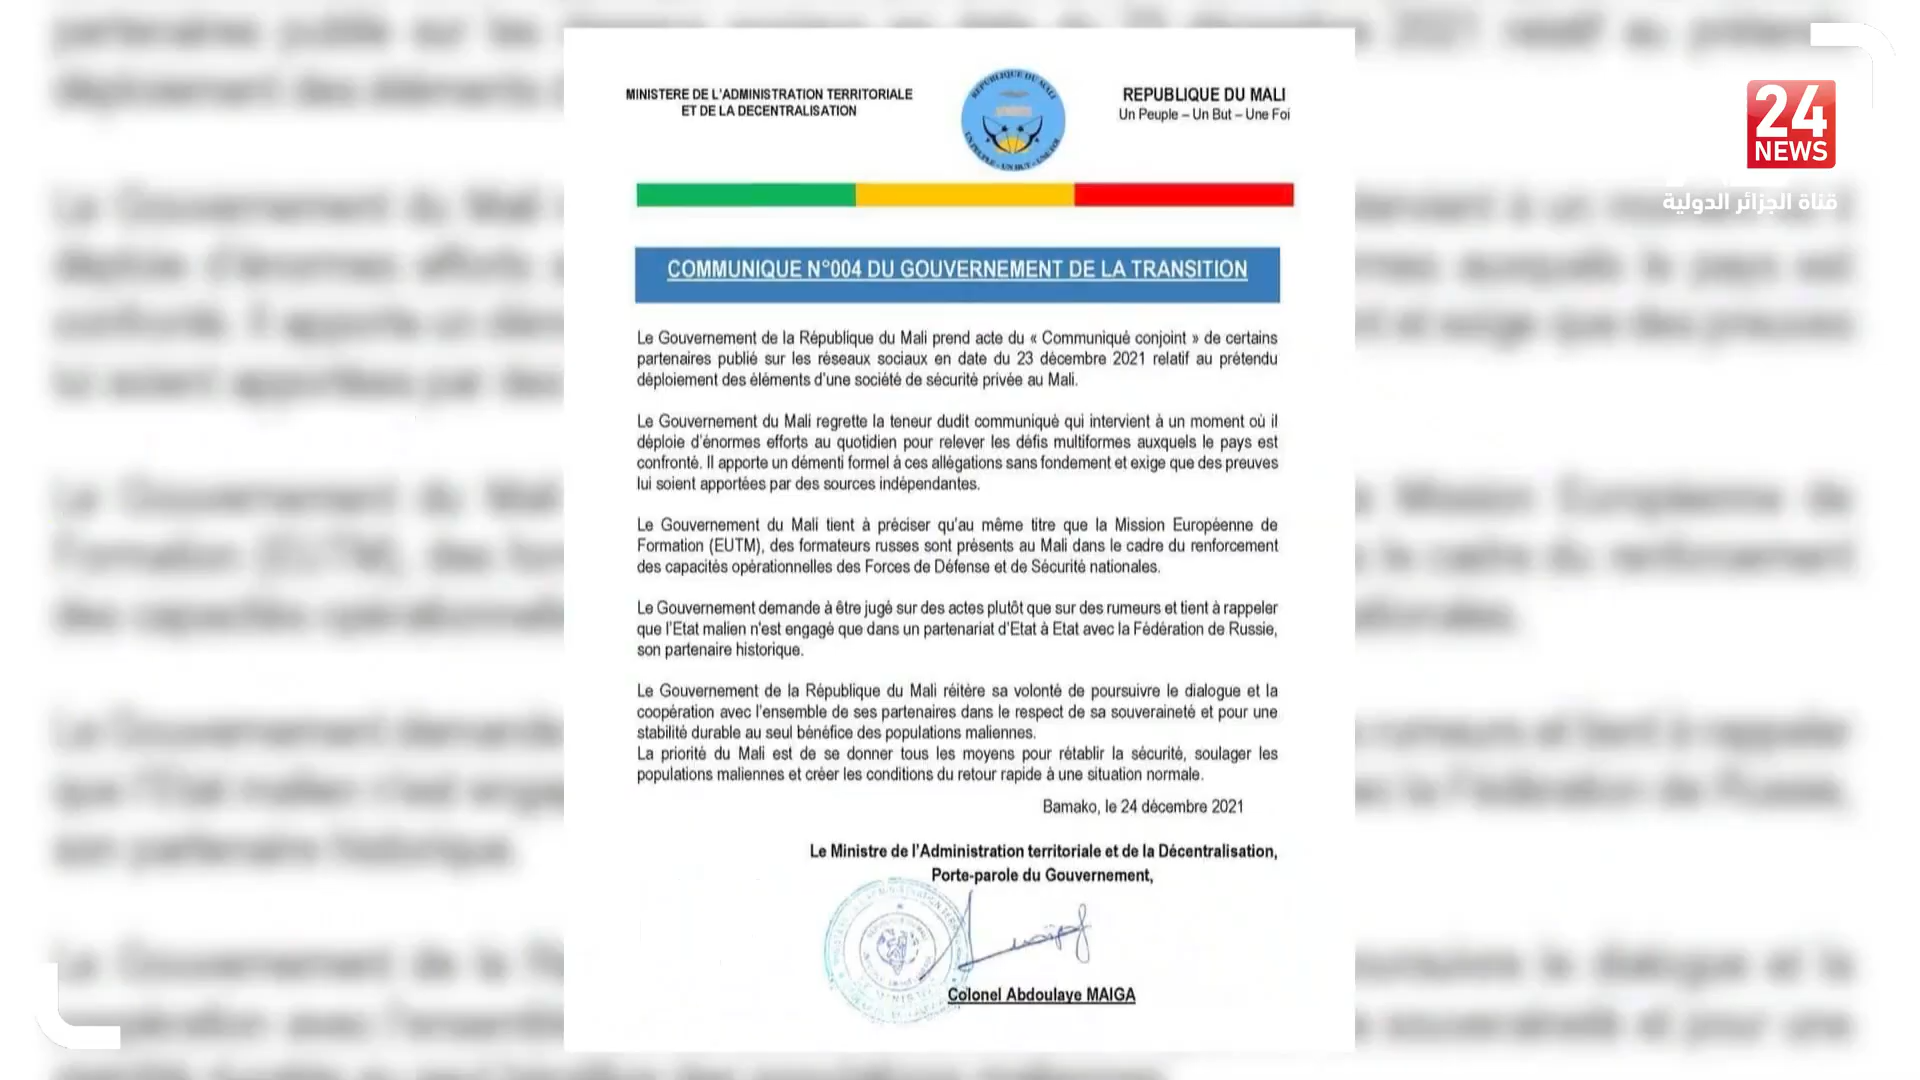 MINISTERE DE L'ADMINISTRATION TERRITORIALE
ET DE LA DECENTRALISATION
REPUBLIQUE DU MALI
UN PEUPLE - UN BUT - UNE FOI
REPUBLIQUE DU MALI
Un Peuple – Un But – Une Foi
24
NEWS
قناة الجزائر الدولية
COMMUNIQUE N°004 DU GOUVERNEMENT DE LA TRANSITION
Le Gouvernement de la République du Mali prend acte du « Communiqué conjoint » de certains
partenaires publié sur les réseaux sociaux en date du 23 décembre 2021 relatif au prétendu
déploiement des éléments d'une société de sécurité privée au Mali.
Le Gouvernement du Mali regrette la teneur dudit communiqué qui intervient à un moment où il
déploie d'énormes efforts au quotidien pour relever les défis multiformes auxquels le pays est
confronté. Il apporte un démenti formel à ces allégations sans fondement et exige que des preuves
lui soient apportées par des sources indépendantes.
Le Gouvernement du Mali tient à préciser qu'au même titre que la Mission Européenne de
Formation (EUTM), des formateurs russes sont présents au Mali dans le cadre du renforcement
des capacités opérationnelles des Forces de Défense et de Sécurité nationales.
Le Gouvernement demande à être jugé sur des actes plutôt que sur des rumeurs et tient à rappeler
que l'Etat malien n'est engagé que dans un partenariat d'Etat à Etat avec la Fédération de Russie,
son partenaire historique.
Le Gouvernement de la République du Mali réitère sa volonté de poursuivre le dialogue et la
coopération avec l'ensemble de ses partenaires dans le respect de sa souveraineté et pour une
stabilité durable au seul bénéfice des populations maliennes.
La priorité du Mali est de se donner tous les moyens pour rétablir la sécurité, soulager les
populations maliennes et créer les conditions du retour rapide à une situation normale.
Bamako, le 24 décembre 2021
Le Ministre de l'Administration territoriale et de la Décentralisation,
Porte-parole du Gouvernement,
Colonel Abdoulaye MAIGA